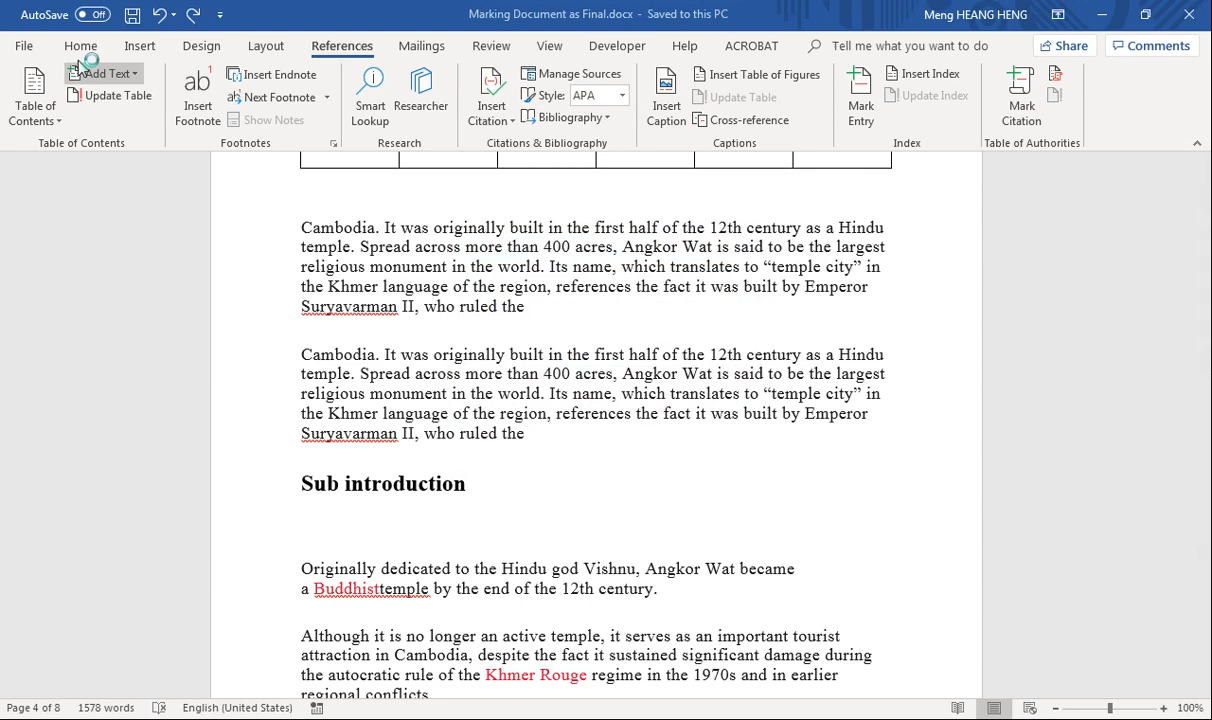 AutoSave Off Marking Document as Final.docx - Saved to this PC Meng HEANG HENG
File Home Insert Design Layout References Mailings Review View Developer Help ACROBAT Tell me what you want to do Share Comments
Table of Contents
Add Text
Update Table
Table of Contents
ab1
Insert Footnote
Insert Endnote
Next Footnote
Show Notes
Footnotes
Smart Lookup
Researcher
Research
Insert Citation
Manage Sources
Style: APA
Bibliography
Citations & Bibliography
Insert Caption
Insert Table of Figures
Update Table
Cross-reference
Captions
Mark Entry
Insert Index
Update Index
Index
Mark Citation
Table of Authorities
Cambodia. It was originally built in the first half of the 12th century as a Hindu
temple. Spread across more than 400 acres, Angkor Wat is said to be the largest
religious monument in the world. Its name, which translates to “temple city” in
the Khmer language of the region, references the fact it was built by Emperor
Suryavarman II, who ruled the
Cambodia. It was originally built in the first half of the 12th century as a Hindu
temple. Spread across more than 400 acres, Angkor Wat is said to be the largest
religious monument in the world. Its name, which translates to “temple city” in
the Khmer language of the region, references the fact it was built by Emperor
Suryavarman II, who ruled the
Sub introduction
Originally dedicated to the Hindu god Vishnu, Angkor Wat became
a Buddhisttemple by the end of the 12th century.
Although it is no longer an active temple, it serves as an important tourist
attraction in Cambodia, despite the fact it sustained significant damage during
the autocratic rule of the Khmer Rouge regime in the 1970s and in earlier
regional conflicts.
Page 4 of 8 1578 words English (United States) 100%